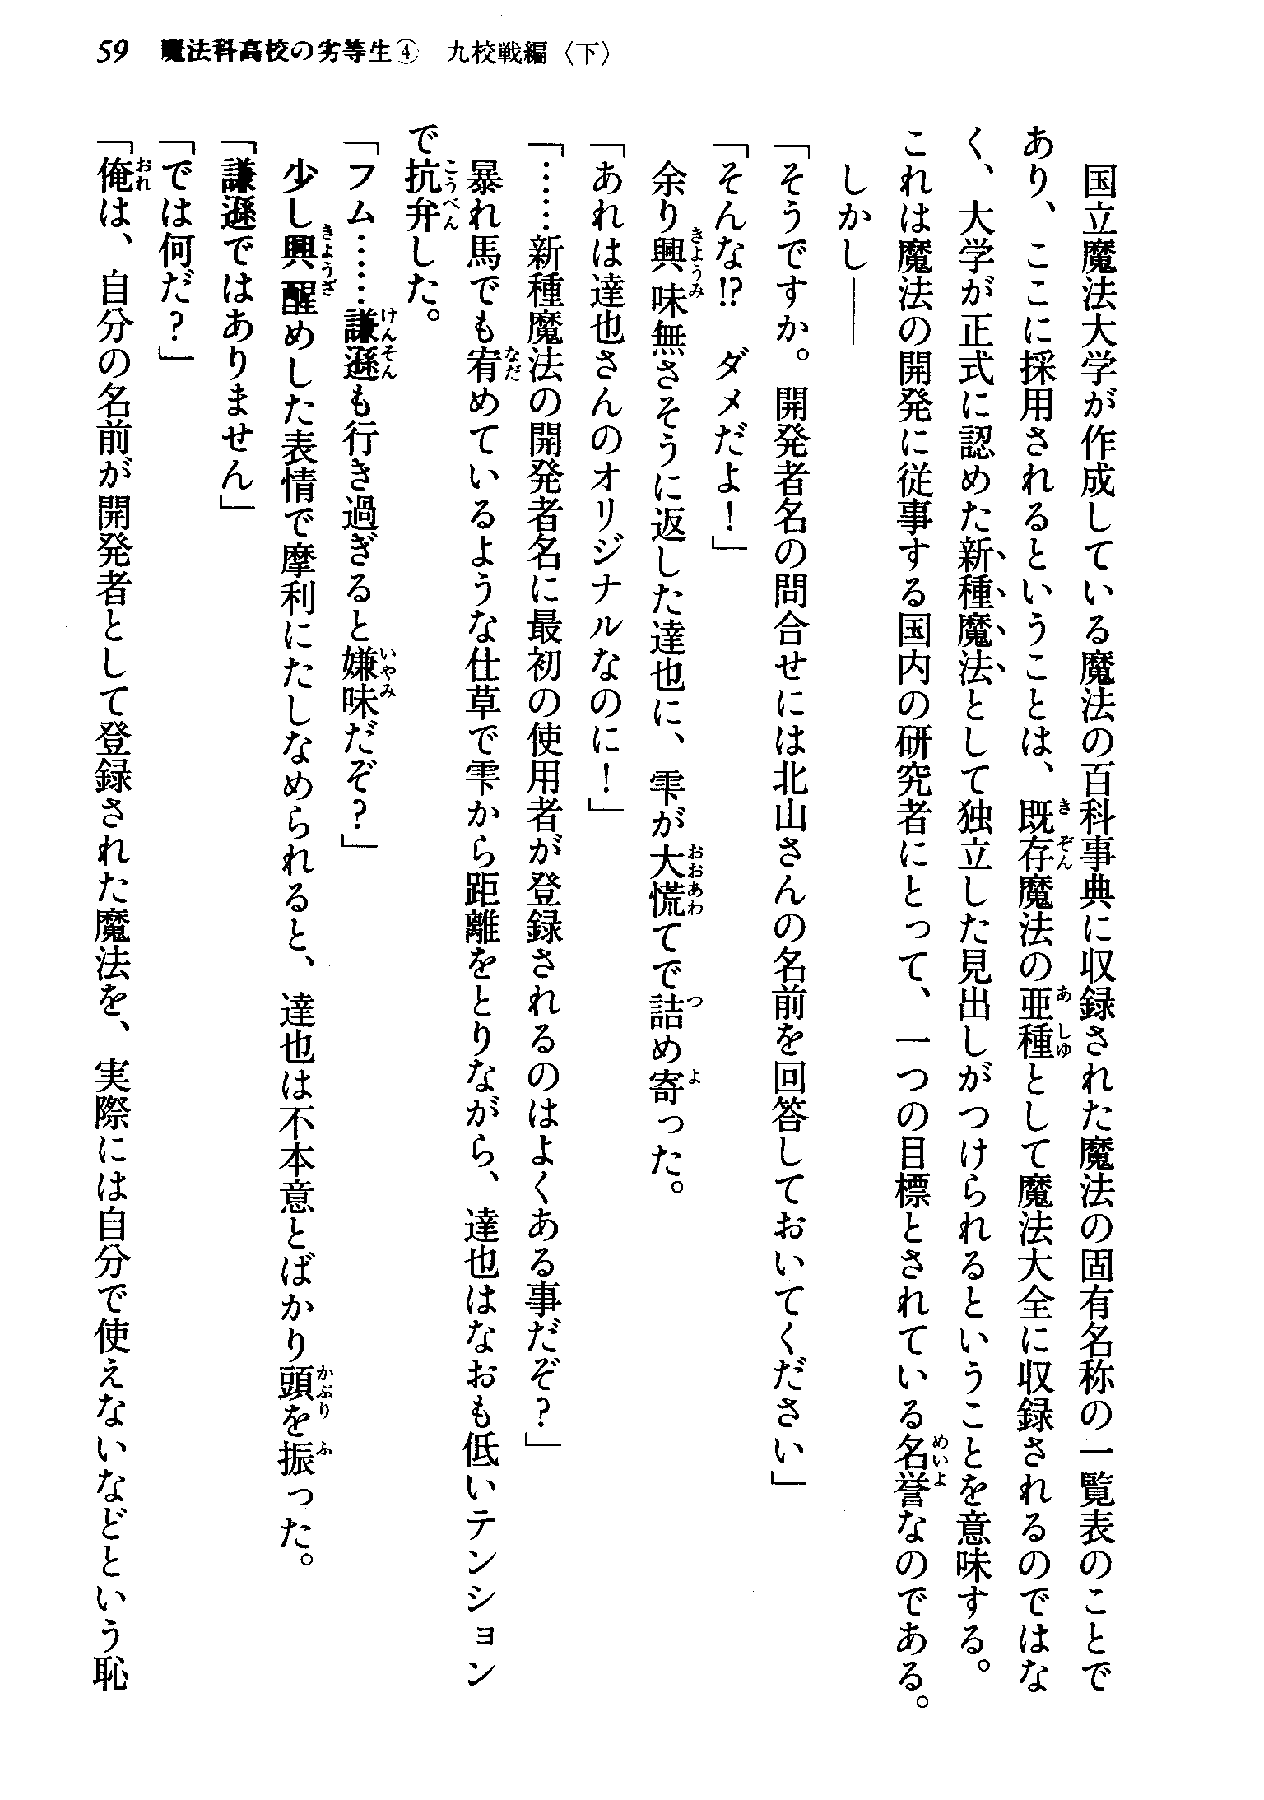 59　魔法科高校の劣等生④　九校戦編〈下〉
国立魔法大学が作成している魔法の百科事典に収録された魔法の固有名称の一覧表のことで
あり、ここに採用されるということは、既存魔法の亜種として魔法大全に収録されるのではな
く、大学が正式に認めた新種魔法として独立した見出しがつけられるということを意味する。
これは魔法の開発に従事する国内の研究者にとって、一つの目標とされている名誉なのである。
しかし――
「そうですか。開発者名の問合せには北山さんの名前を回答しておいてください」
「そんな!?　ダメだよ！」
余り興味無さそうに返した達也に、雫が大慌てで詰め寄った。
「あれは達也さんのオリジナルなのに！」
「……新種魔法の開発者名に最初の使用者が登録されるのはよくある事だぞ？」
暴れ馬でも宥めているような仕草で雫から距離をとりながら、達也はなおも低いテンション
で抗弁した。
「フム……謙遜も行き過ぎると嫌味だぞ？」
少し興醒めした表情で摩利にたしなめられると、達也は不本意とばかり頭を振った。
「謙遜ではありません」
「では何だ？」
「俺は、自分の名前が開発者として登録された魔法を、実際には自分で使えないなどという恥